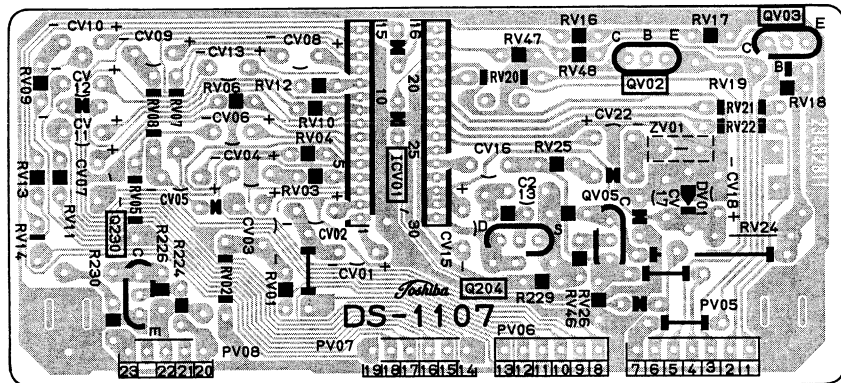 CV10
CV09
CV13
CV08
15
16
RV47
RV16
RV17
QV03
C B E
C
E
RV09
CV
12
RV08
RV07
RV06
RV12
20
RV20
RV48
QV02
RV19
B
RV18
10
RV10
RV21
CV
11
CV06
RV04
25
CV22
ZV01
RV22
RV13
CV07
RV05
CV04
5
ICV01
CV16
RV25
CV18
RV11
CV05
RV03
C2
13
QV05
C
CV
17
DV01
RV14
Q230
CV03
CV02
30
CV15
D
S
RV24
R230
C
R226
R224
RV02
RV01
CV01
Toshiba
Q204
R229
RV46
RV26
DS-1107
PV05
m
PV08
PV07
PV06
23 22 21 20
19 18 17 16 15 14
13 12 11 10 9 8
7 6 5 4 3 2 1